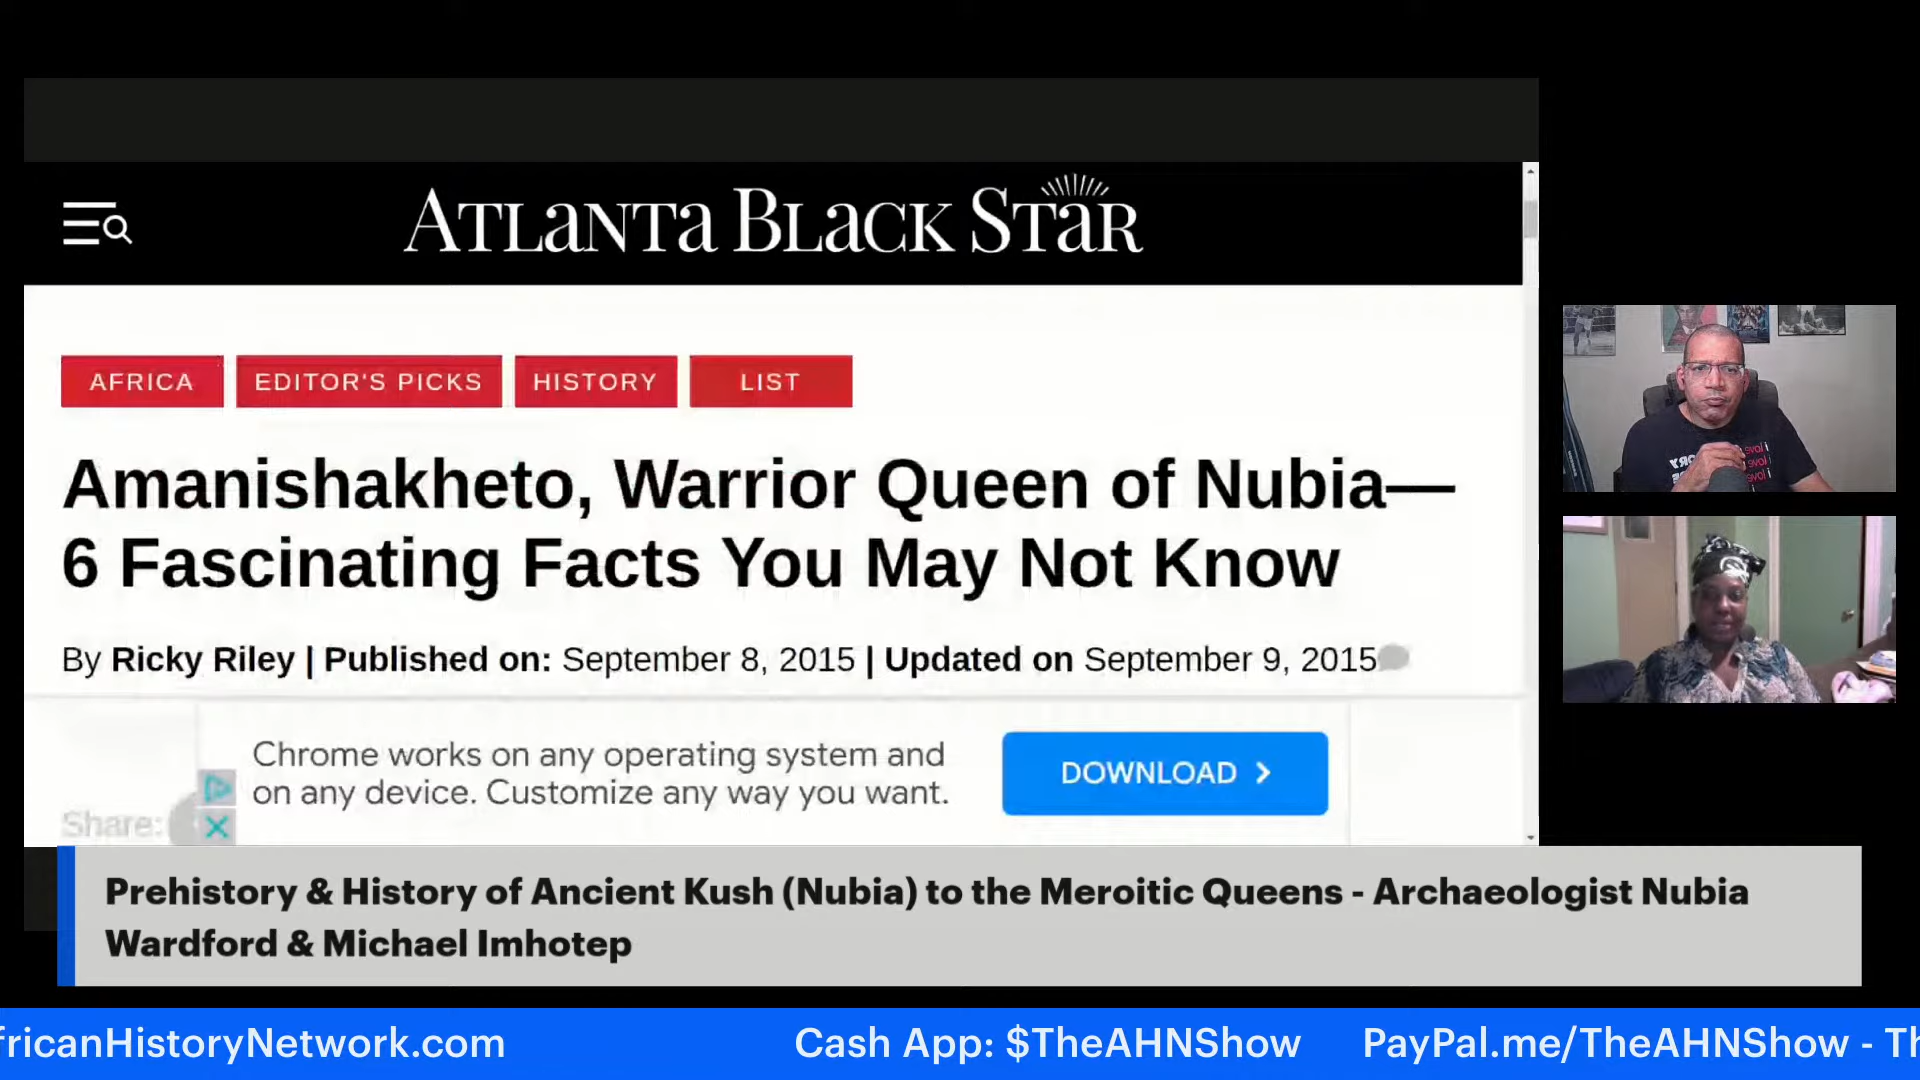 ATLANTA BLACK STAR
AFRICA EDITOR'S PICKS HISTORY LIST
Amanishakheto, Warrior Queen of Nubia—
6 Fascinating Facts You May Not Know
By Ricky Riley | Published on: September 8, 2015 | Updated on September 9, 2015
Chrome works on any operating system and
on any device. Customize any way you want.
DOWNLOAD
Share:
Prehistory & History of Ancient Kush (Nubia) to the Meroitic Queens - Archaeologist Nubia
Wardford & Michael Imhotep
fricanHistoryNetwork.com Cash App: $TheAHNShow PayPal.me/TheAHNShow - Th